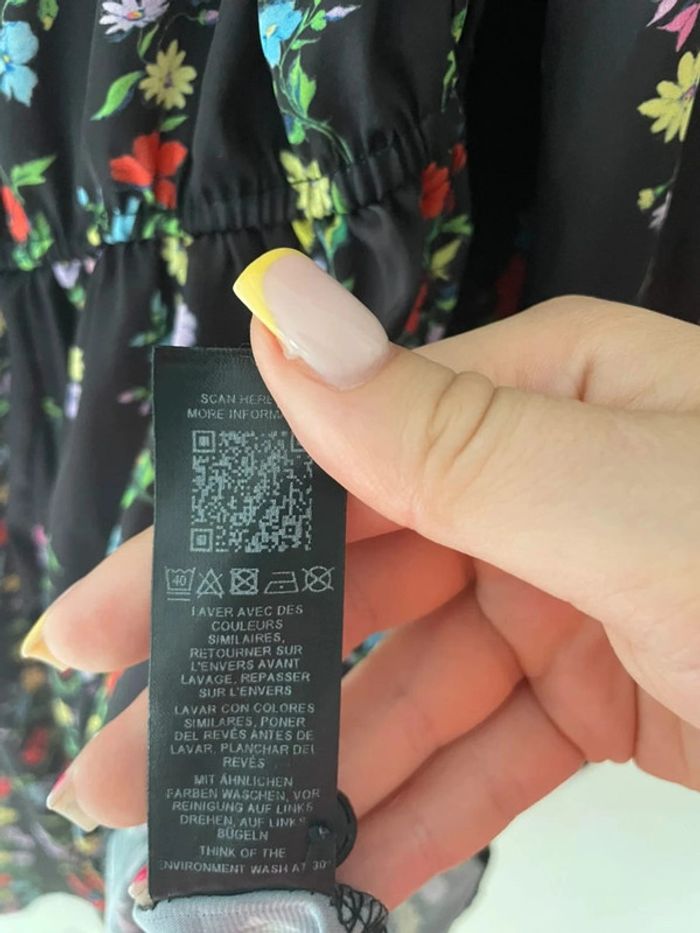 SCAN HERE
MORE INFORM
40
LAVER AVEC DES
COULEURS
SIMILAIRES,
RETOURNER SUR
L'ENVERS AVANT
LAVAGE, REPASSER
SUR L'ENVERS
LAVAR CON COLORES
SIMILARES, PONER
DEL REVÉS ANTES DE
LAVAR, PLANCHAR DEL
REVÉS
MIT ÄHNLICHEN
FARBEN WASCHEN, VOR
REINIGUNG AUF LINKS
DREHEN, AUF LINKS
BÜGELN
THINK OF THE
ENVIRONMENT WASH AT 30°